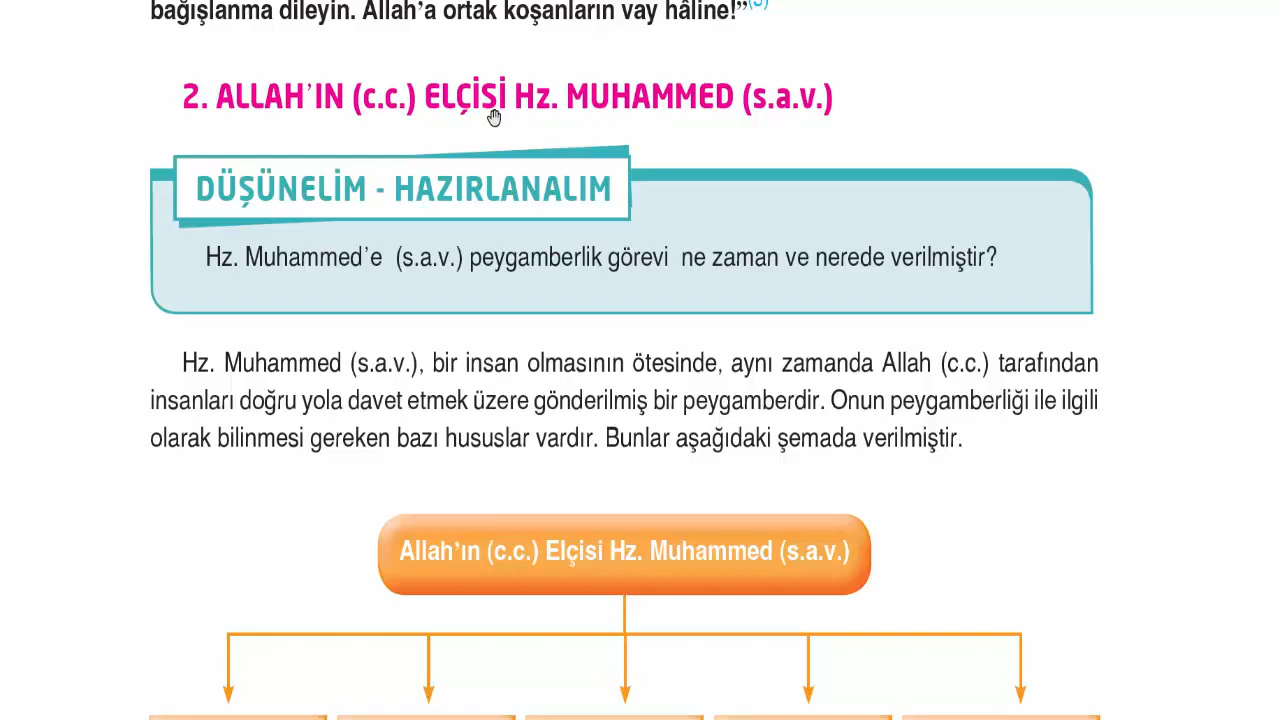 bağışlanma dileyin. Allah’a ortak koşanların vay hâline!”(5)
2. ALLAH’IN (c.c.) ELÇİSİ Hz. MUHAMMED (s.a.v.)
DÜŞÜNELİM - HAZIRLANALIM
Hz. Muhammed’e (s.a.v.) peygamberlik görevi ne zaman ve nerede verilmiştir?
Hz. Muhammed (s.a.v.), bir insan olmasının ötesinde, aynı zamanda Allah (c.c.) tarafından
insanları doğru yola davet etmek üzere gönderilmiş bir peygamberdir. Onun peygamberliği ile ilgili
olarak bilinmesi gereken bazı hususlar vardır. Bunlar aşağıdaki şemada verilmiştir.
Allah’ın (c.c.) Elçisi Hz. Muhammed (s.a.v.)